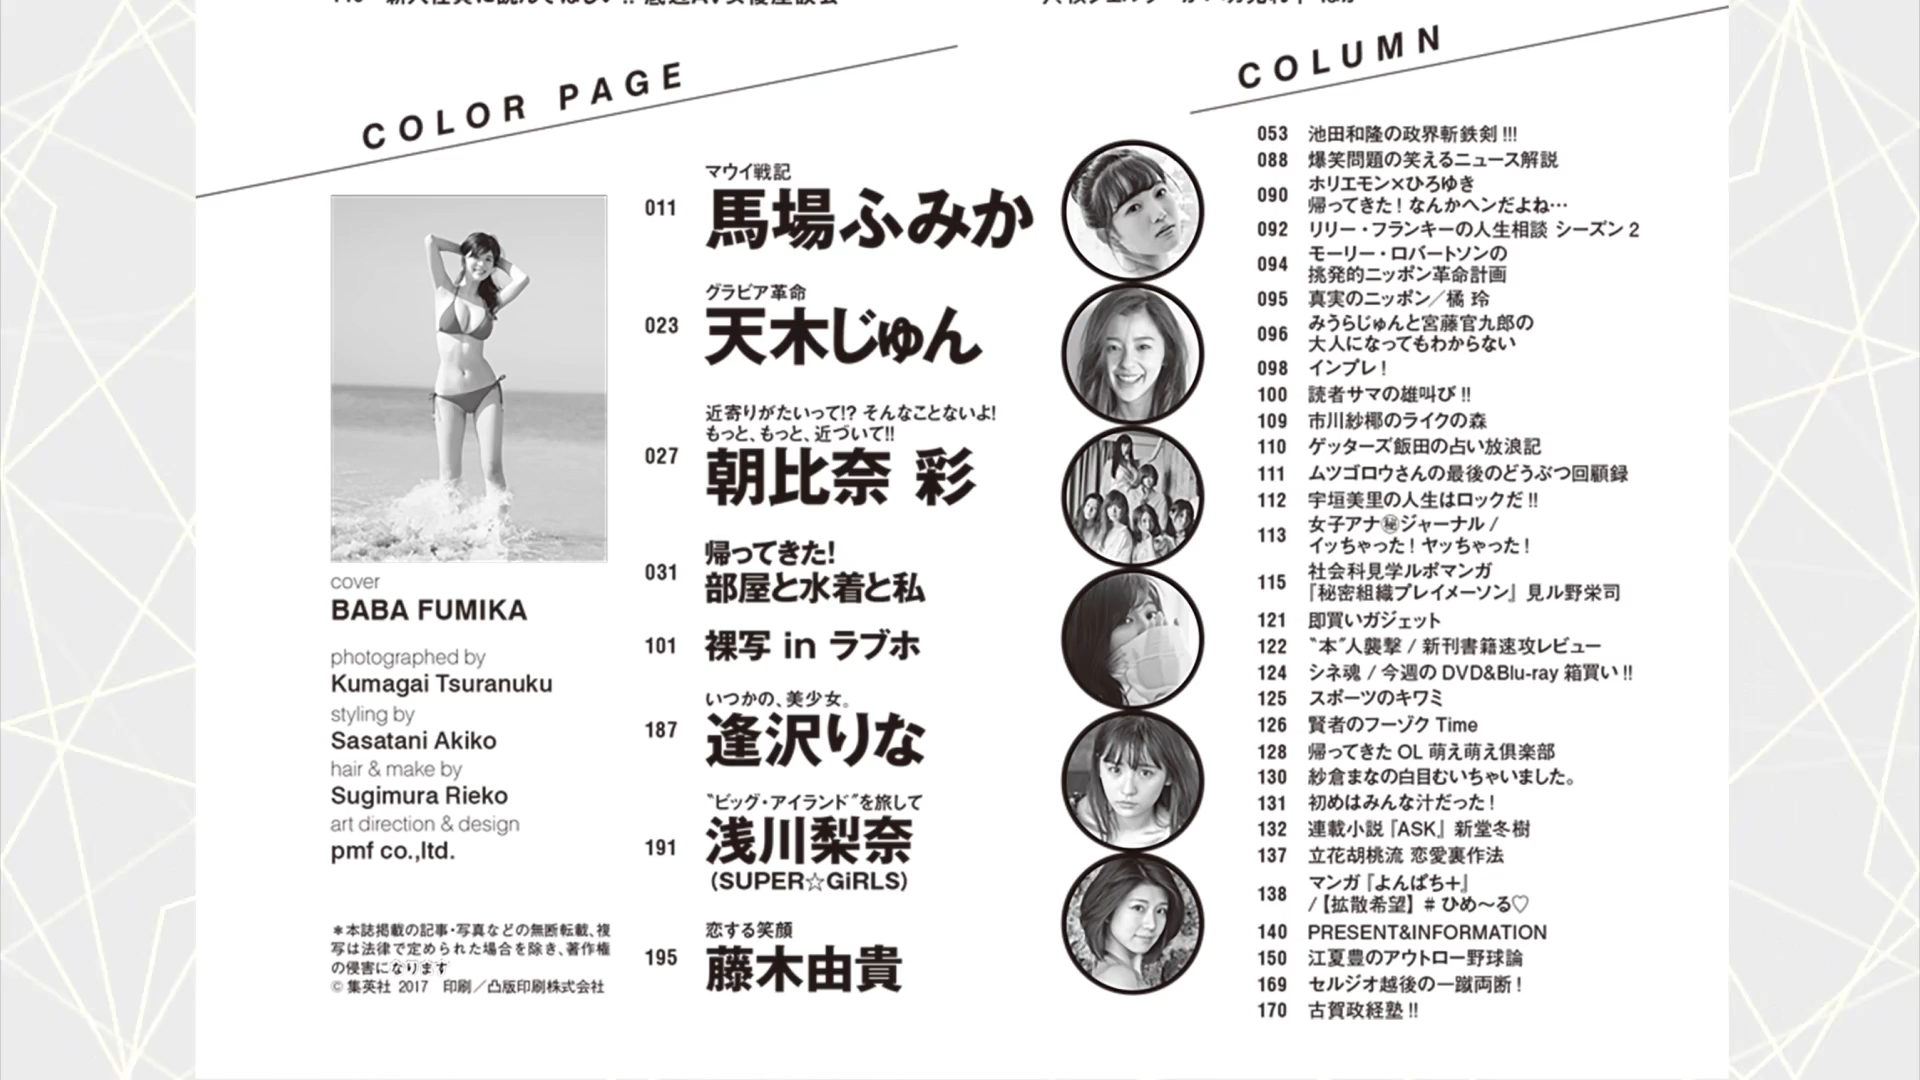 COLOR PAGE
cover
BABA FUMIKA
photographed by
Kumagai Tsuranuku
styling by
Sasatani Akiko
hair & make by
Sugimura Rieko
art direction & design
pmf co.,ltd.
＊本誌掲載の記事・写真などの無断転載、複
写は法律で定められた場合を除き、著作権
の侵害になります
© 集英社 2017　印刷／凸版印刷株式会社
マウイ戦記
011 馬場ふみか
グラビア革命
023 天木じゅん
近寄りがたいって!? そんなことないよ!
もっと、もっと、近づいて!!
027 朝比奈 彩
帰ってきた!
031 部屋と水着と私
101 裸写 in ラブホ
いつかの、美少女。
187 逢沢りな
〝ビッグ・アイランド〟を旅して
191 浅川梨奈
(SUPER☆GiRLS)
恋する笑顔
195 藤木由貴
COLUMN
053 池田和隆の政界斬鉄剣 !!!
088 爆笑問題の笑えるニュース解説
090 ホリエモン×ひろゆき
帰ってきた！なんかヘンだよね…
092 リリー・フランキーの人生相談 シーズン 2
094 モーリー・ロバートソンの
挑発的ニッポン革命計画
095 真実のニッポン／橘 玲
096 みうらじゅんと宮藤官九郎の
大人になってもわからない
098 インプレ！
100 読者サマの雄叫び !!
109 市川紗椰のライクの森
110 ゲッターズ飯田の占い放浪記
111 ムツゴロウさんの最後のどうぶつ回顧録
112 宇垣美里の人生はロックだ !!
113 女子アナ㊙ジャーナル /
イッちゃった！ヤッちゃった！
115 社会科見学ルポマンガ
『秘密組織プレイメーソン』見ル野栄司
121 即買いガジェット
122 〝本〟人襲撃 / 新刊書籍速攻レビュー
124 シネ魂 / 今週の DVD&Blu-ray 箱買い !!
125 スポーツのキワミ
126 賢者のフーゾク Time
128 帰ってきた OL 萌え萌え倶楽部
130 紗倉まなの白目むいちゃいました。
131 初めはみんな汁だった！
132 連載小説『ASK』新堂冬樹
137 立花胡桃流 恋愛裏作法
138 マンガ『よんぱち＋』
/【拡散希望】# ひめ〜る♡
140 PRESENT&INFORMATION
150 江夏豊のアウトロー野球論
169 セルジオ越後の一蹴両断！
170 古賀政経塾 !!